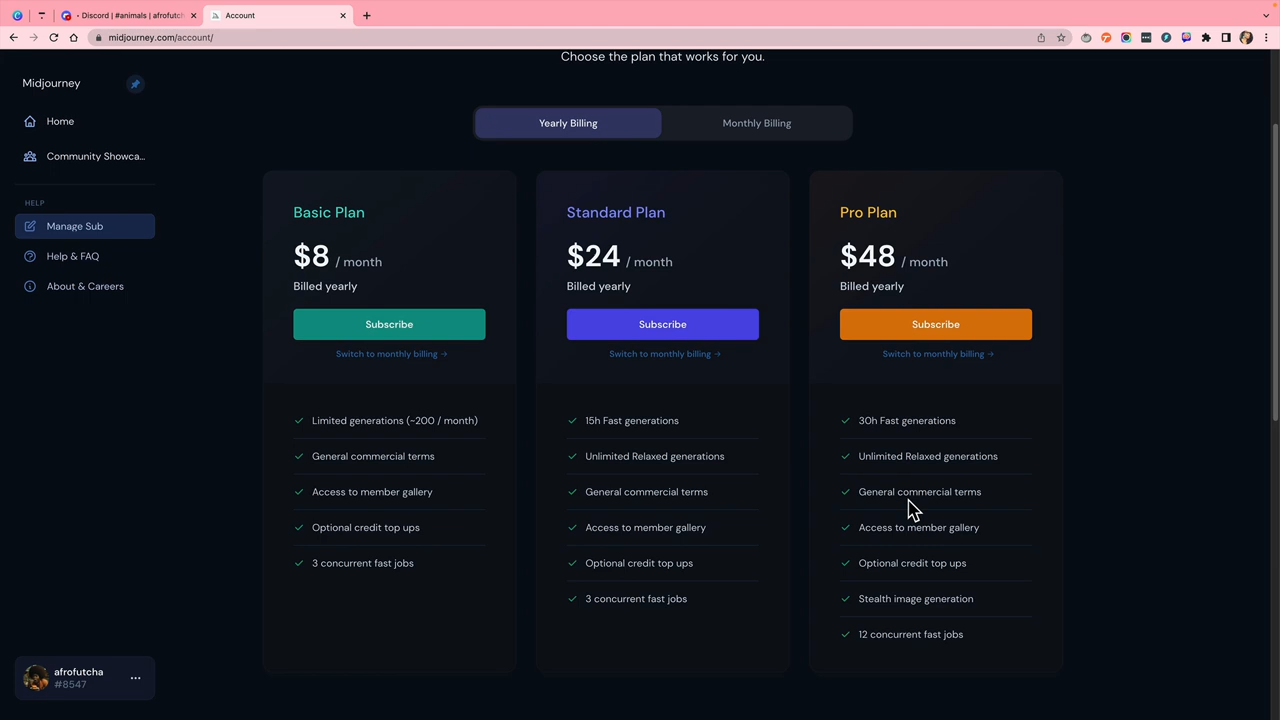 Discord | #animals | afrofutch
Account
midjourney.com/account/
Choose the plan that works for you.
Midjourney
Home
Community Showca...
HELP
Manage Sub
Help & FAQ
About & Careers
Yearly Billing
Monthly Billing
Basic Plan
$8 / month
Billed yearly
Subscribe
Switch to monthly billing →
Limited generations (~200 / month)
General commercial terms
Access to member gallery
Optional credit top ups
3 concurrent fast jobs
Standard Plan
$24 / month
Billed yearly
Subscribe
Switch to monthly billing →
15h Fast generations
Unlimited Relaxed generations
General commercial terms
Access to member gallery
Optional credit top ups
3 concurrent fast jobs
Pro Plan
$48 / month
Billed yearly
Subscribe
Switch to monthly billing →
30h Fast generations
Unlimited Relaxed generations
General commercial terms
Access to member gallery
Optional credit top ups
Stealth image generation
12 concurrent fast jobs
afrofutcha
#8547